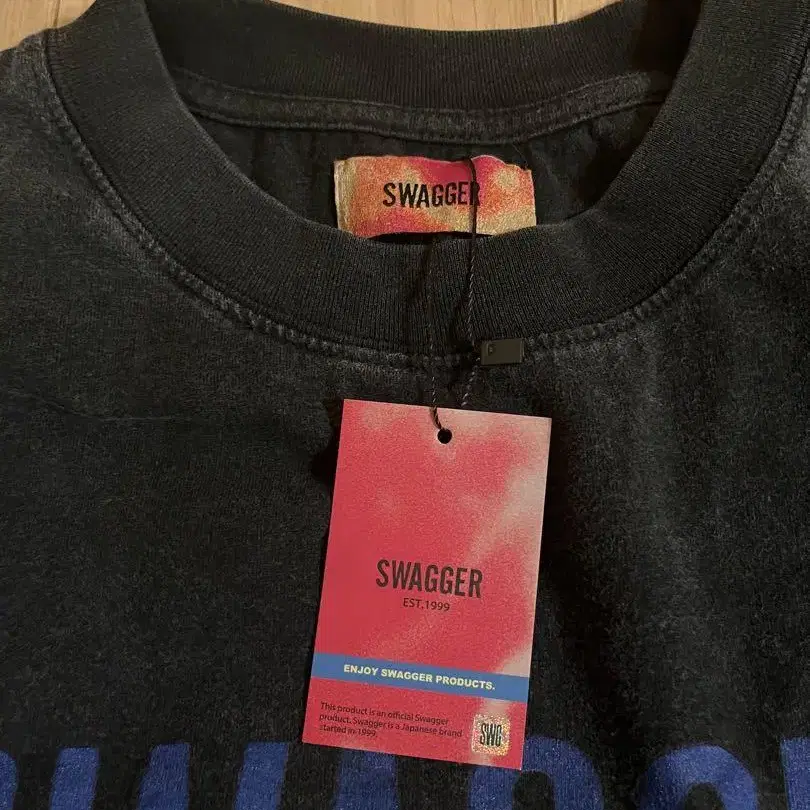 SWAGGER
SWAGGER
EST.1999
ENJOY SWAGGER PRODUCTS.
This product is an official Swagger
product. Swagger is a Japanese brand
started in 1999.
SWG